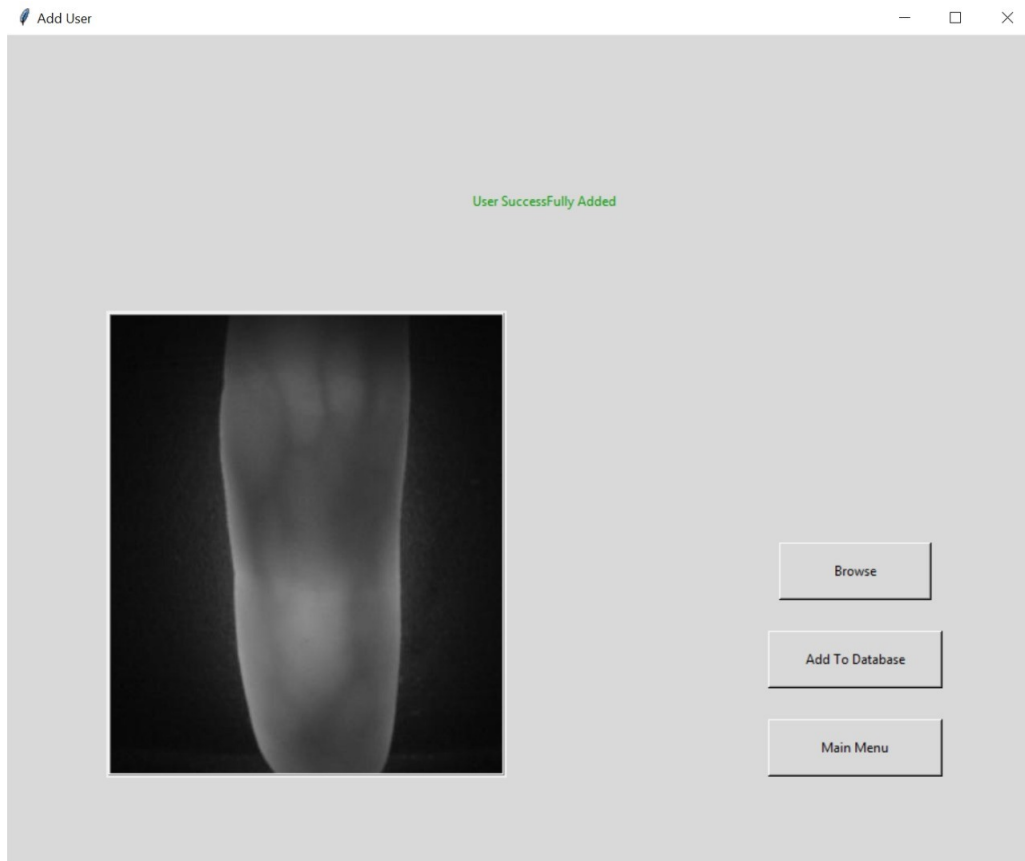 Add User
User SuccessFully Added
Browse
Add To Database
Main Menu